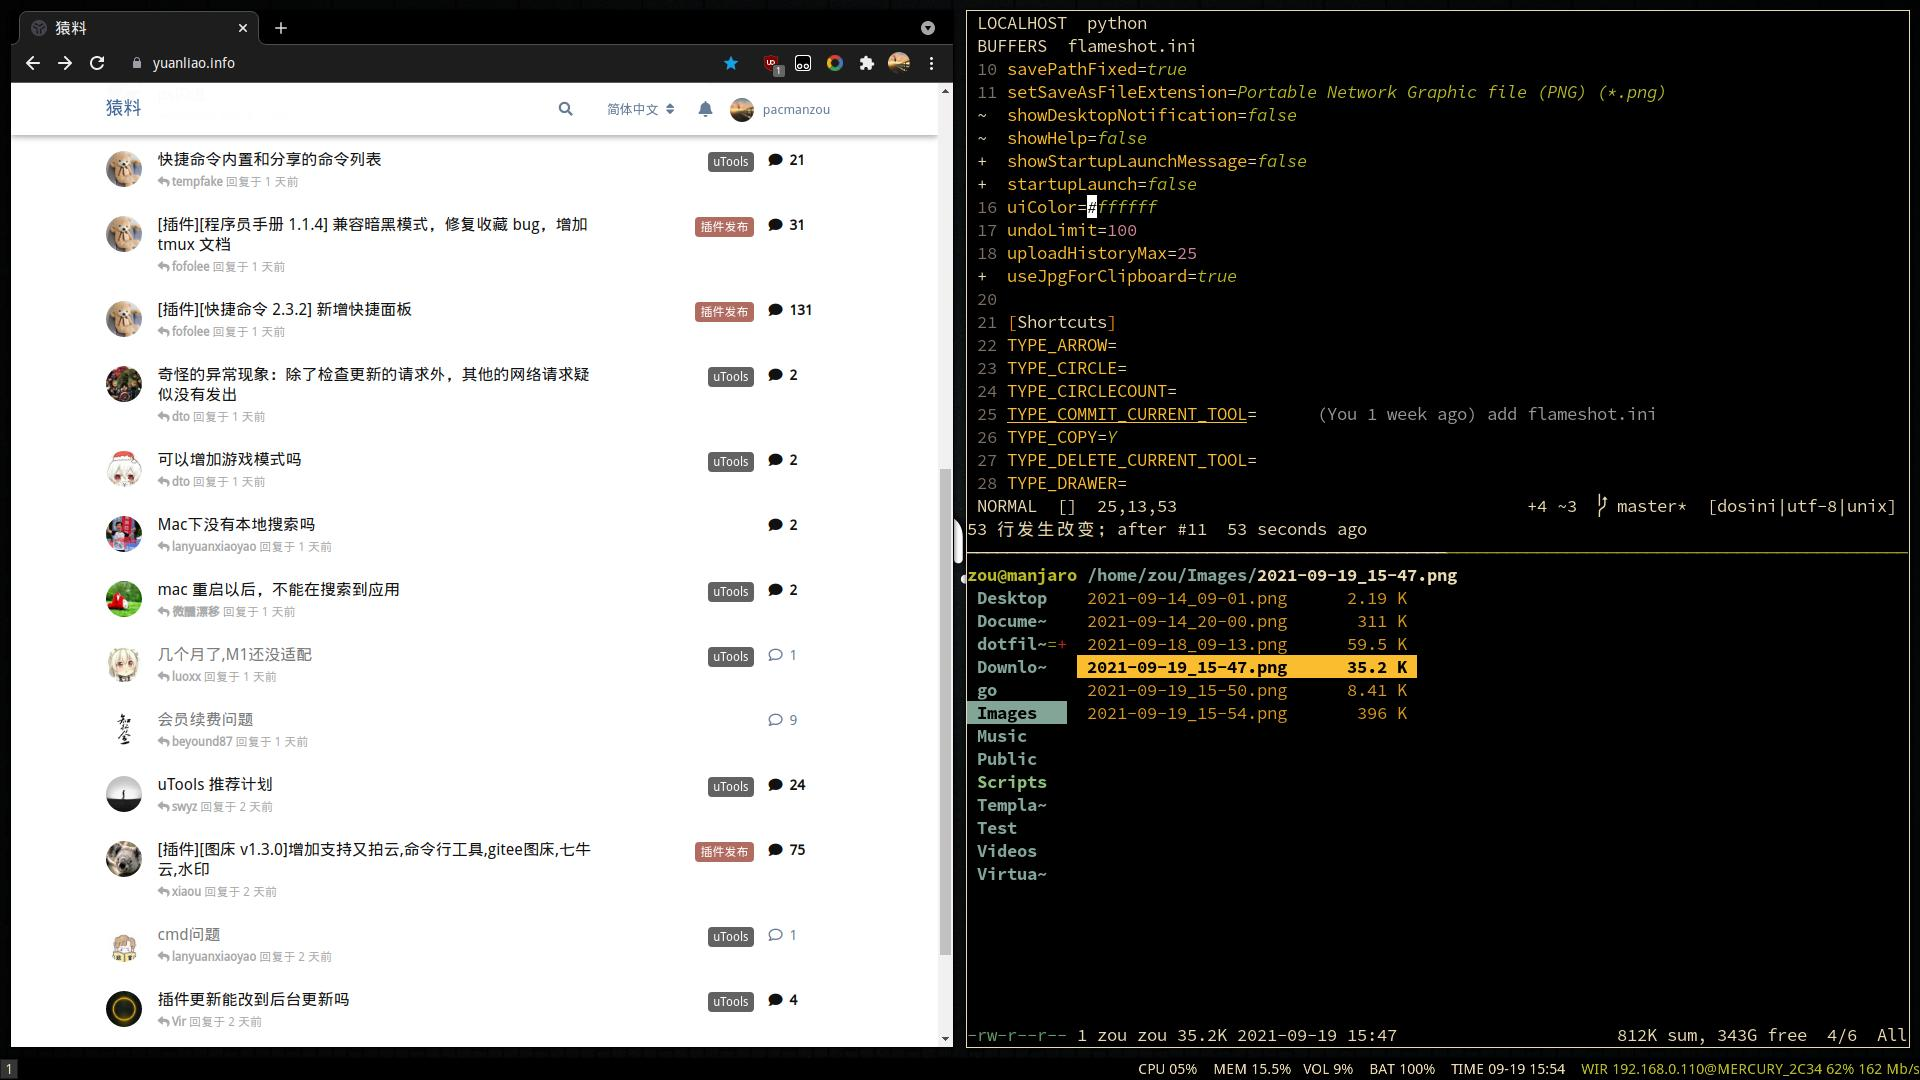 猿料
yuanliao.info
1
猿料
简体中文
pacmanzou
快捷命令内置和分享的命令列表
uTools
21
tempfake 回复于 1 天前
[插件][程序员手册 1.1.4] 兼容暗黑模式，修复收藏 bug，增加
tmux 文档
插件发布
31
fofolee 回复于 1 天前
[插件][快捷命令 2.3.2] 新增快捷面板
插件发布
131
fofolee 回复于 1 天前
奇怪的异常现象：除了检查更新的请求外，其他的网络请求疑
似没有发出
uTools
2
dto 回复于 1 天前
可以增加游戏模式吗
uTools
2
dto 回复于 1 天前
Mac下没有本地搜索吗
2
lanyuanxiaoyao 回复于 1 天前
mac 重启以后，不能在搜索到应用
uTools
2
微醺漂移 回复于 1 天前
几个月了,M1还没适配
uTools
1
luoxx 回复于 1 天前
会员续费问题
9
beyound87 回复于 1 天前
uTools 推荐计划
uTools
24
swyz 回复于 2 天前
[插件][图床 v1.3.0]增加支持又拍云,命令行工具,gitee图床,七牛
云,水印
插件发布
75
xiaou 回复于 2 天前
cmd问题
uTools
1
lanyuanxiaoyao 回复于 2 天前
插件更新能改到后台更新吗
uTools
4
Vir 回复于 2 天前
LOCALHOST python
BUFFERS flameshot.ini
10 savePathFixed=true
11 setSaveAsFileExtension=Portable Network Graphic file (PNG) (*.png)
~ showDesktopNotification=false
~ showHelp=false
+ showStartupLaunchMessage=false
+ startupLaunch=false
16 uiColor=#ffffff
17 undoLimit=100
18 uploadHistoryMax=25
+ useJpgForClipboard=true
20
21 [Shortcuts]
22 TYPE_ARROW=
23 TYPE_CIRCLE=
24 TYPE_CIRCLECOUNT=
25 TYPE_COMMIT_CURRENT_TOOL= (You 1 week ago) add flameshot.ini
26 TYPE_COPY=Y
27 TYPE_DELETE_CURRENT_TOOL=
28 TYPE_DRAWER=
NORMAL [] 25,13,53 +4 ~3 master* [dosini|utf-8|unix]
53 行发生改变；after #11 53 seconds ago
zou@manjaro /home/zou/Images/2021-09-19_15-47.png
Desktop 2021-09-14_09-01.png 2.19 K
Docume~ 2021-09-14_20-00.png 311 K
dotfil~=+ 2021-09-18_09-13.png 59.5 K
Downlo~ 2021-09-19_15-47.png 35.2 K
go 2021-09-19_15-50.png 8.41 K
Images 2021-09-19_15-54.png 396 K
Music
Public
Scripts
Templa~
Test
Videos
Virtua~
-rw-r--r-- 1 zou zou 35.2K 2021-09-19 15:47 812K sum, 343G free 4/6 All
1 CPU 05% MEM 15.5% VOL 9% BAT 100% TIME 09-19 15:54 WIR 192.168.0.110@MERCURY_2C34 62% 162 Mb/s